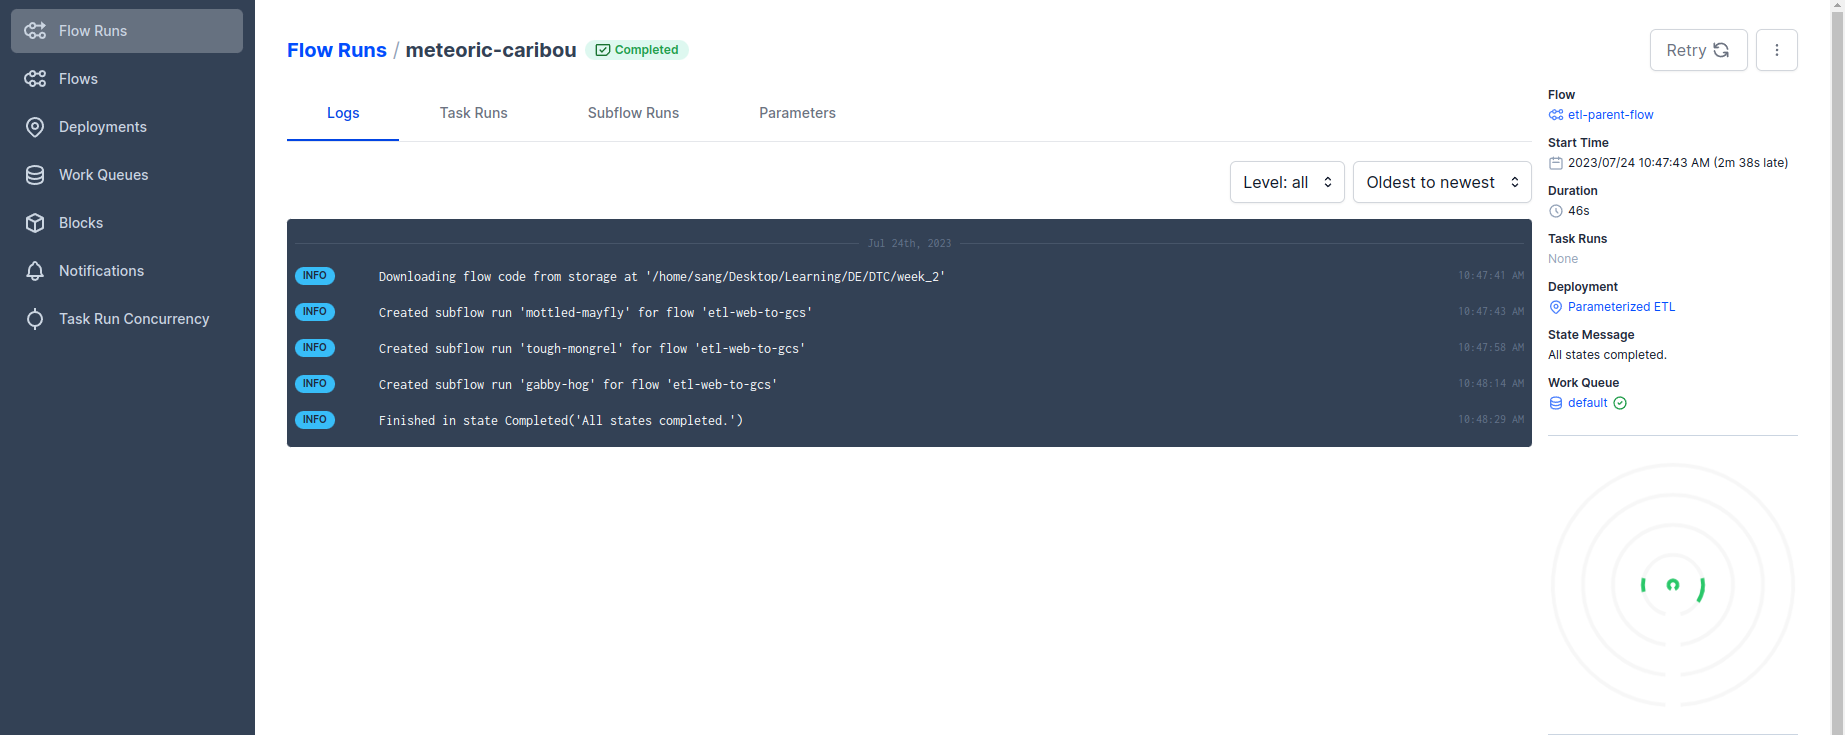 Flow Runs
Flows
Deployments
Work Queues
Blocks
Notifications
Task Run Concurrency
Flow Runs / meteoric-caribou Completed
Retry
Logs Task Runs Subflow Runs Parameters
Level: all Oldest to newest
Jul 24th, 2023
INFO Downloading flow code from storage at '/home/sang/Desktop/Learning/DE/DTC/week_2' 10:47:41 AM
INFO Created subflow run 'mottled-mayfly' for flow 'etl-web-to-gcs' 10:47:43 AM
INFO Created subflow run 'tough-mongrel' for flow 'etl-web-to-gcs' 10:47:58 AM
INFO Created subflow run 'gabby-hog' for flow 'etl-web-to-gcs' 10:48:14 AM
INFO Finished in state Completed('All states completed.') 10:48:29 AM
Flow
etl-parent-flow
Start Time
2023/07/24 10:47:43 AM (2m 38s late)
Duration
46s
Task Runs
None
Deployment
Parameterized ETL
State Message
All states completed.
Work Queue
default